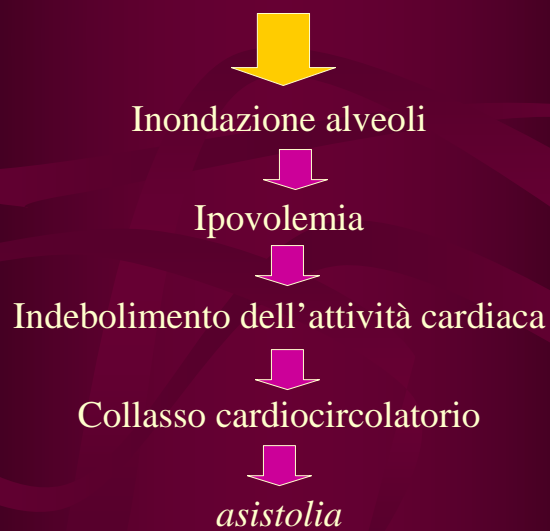 Inondazione alveoli
Ipovolemia
Indebolimento dell’attività cardiaca
Collasso cardiocircolatorio
asistolia